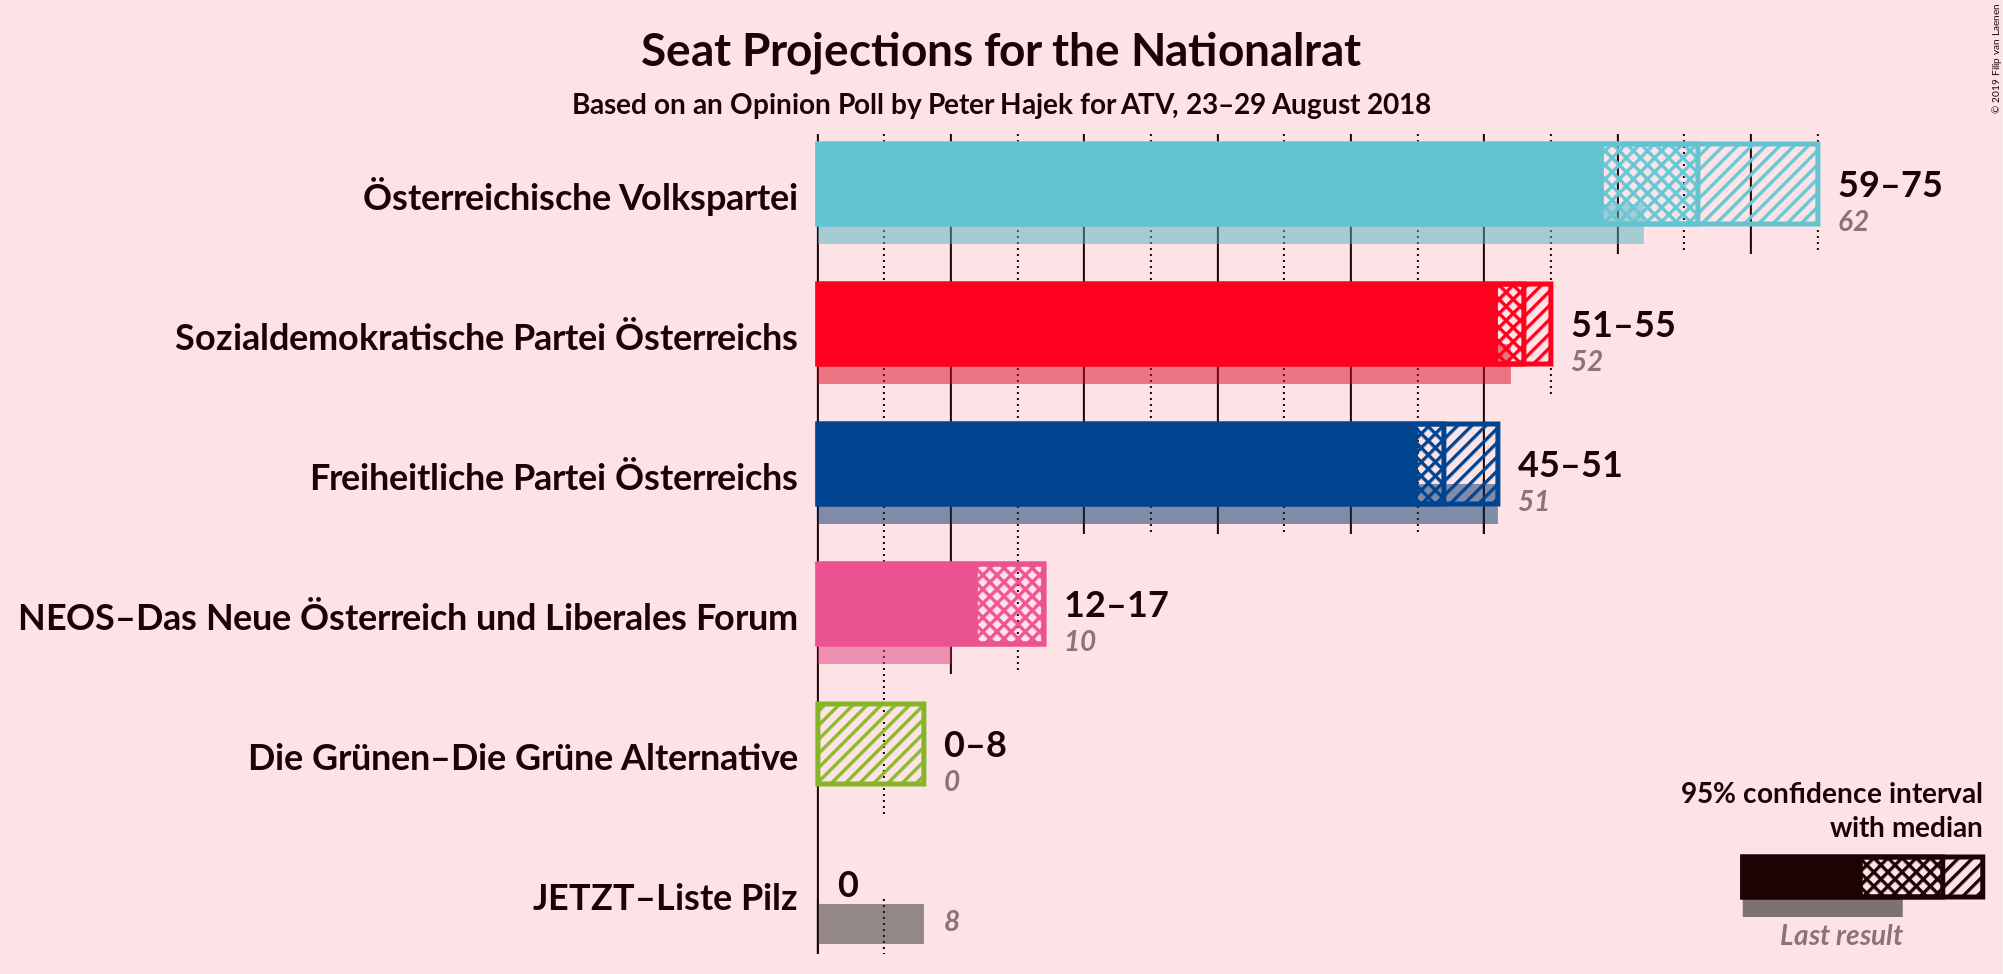 Seat Projections for the Nationalrat
Based on an Opinion Poll by Peter Hajek for ATV, 23–29 August 2018
© 2019 Filip van Laenen
Österreichische Volkspartei
59–75
62
Sozialdemokratische Partei Österreichs
51–55
52
Freiheitliche Partei Österreichs
45–51
51
NEOS–Das Neue Österreich und Liberales Forum
12–17
10
Die Grünen–Die Grüne Alternative
0–8
0
JETZT–Liste Pilz
0
8
95% confidence interval
with median
Last result